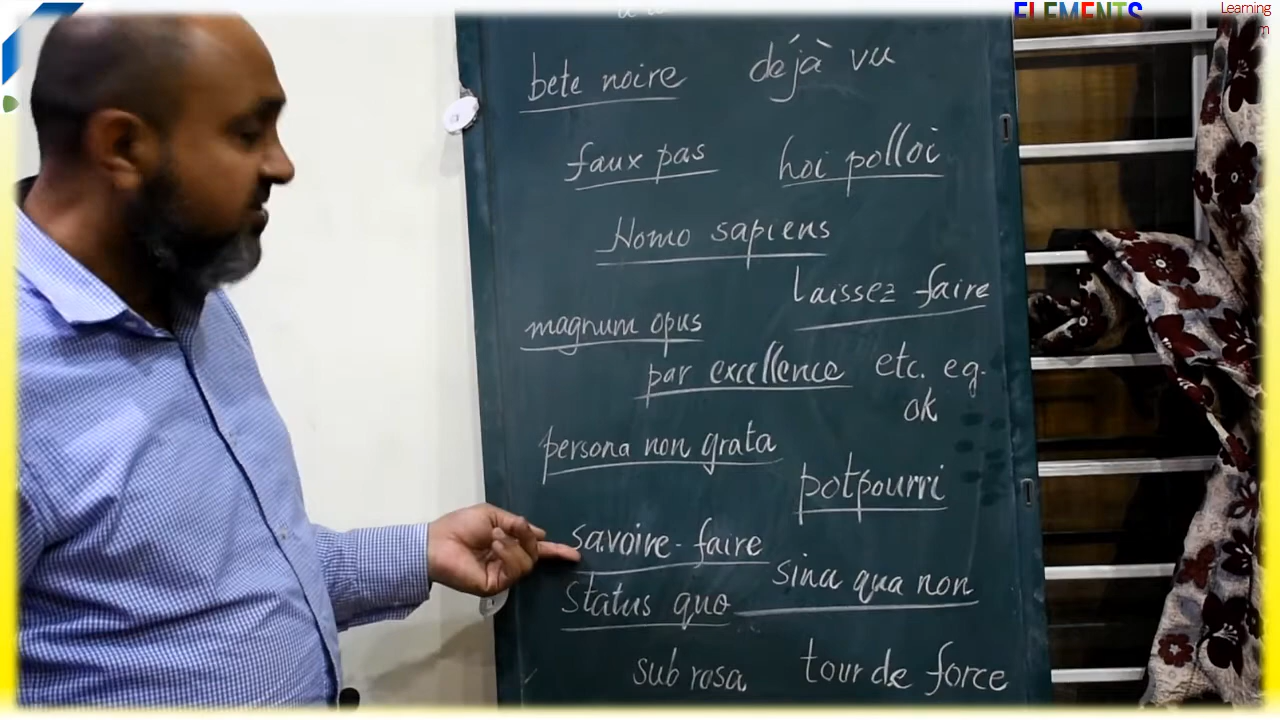 ELEMENTS
Learning
bete noire
déjà vu
faux pas
hoi polloi
Homo sapiens
laissez faire
magnum opus
par excellence
etc. eg.
ok
persona non grata
potpourri
savoire-faire
sina qua non
status quo
sub rosa
tour de force